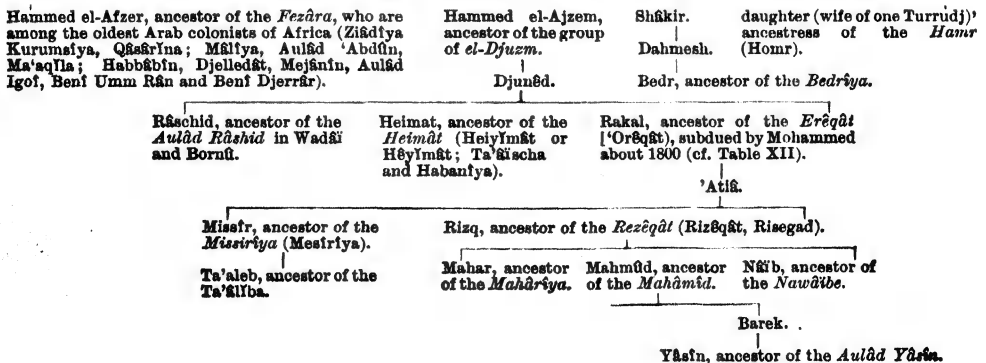 Hammed el-Afzer, ancestor of the Fezâra, who are
among the oldest Arab colonists of Africa (Ziâdîya
Kurumsîya, Qâsârîna; Mâlîya, Aulâd ‘Abdûn,
Ma‘aqîla; Habbâbîn, Djelledât, Mejânîn, Aulâd
Igoî, Benî Umm Rân and Benî Djerrâr).
Hammed el-Ajzem,
ancestor of the group
of el-Djuzm.
Djunêd.
Shâkir.
Dahmesh.
Bedr, ancestor of the Bedrîya.
daughter (wife of one Turrudj)’
ancestress of the Hamr
(Homr).
Râschid, ancestor of the
Aulâd Râshid in Wadâï
and Bornû.
Heimat, ancestor of the
Heimât (Heiyĭmât or
Hêyĭmât; Ta‘âïscha
and Habanîya).
Rakal, ancestor of the Erêqât
[‘Orêqât), subdued by Mohammed
about 1800 (cf. Table XII).
’Atîâ.
Missîr, ancestor of the
Missirîya (Mesîrîya).
Ta‘aleb, ancestor of the
Ta‘âlĭba.
Rizq, ancestor of the Rezêqât (Rizêqât, Risegad).
Mahar, ancestor
of the Mahârîya.
Mahmûd, ancestor
of the Mahâmîd.
Nâïb, ancestor of
the Nawâïbe.
Barek.
Yâsîn, ancestor of the Aulâd Yâsîn.